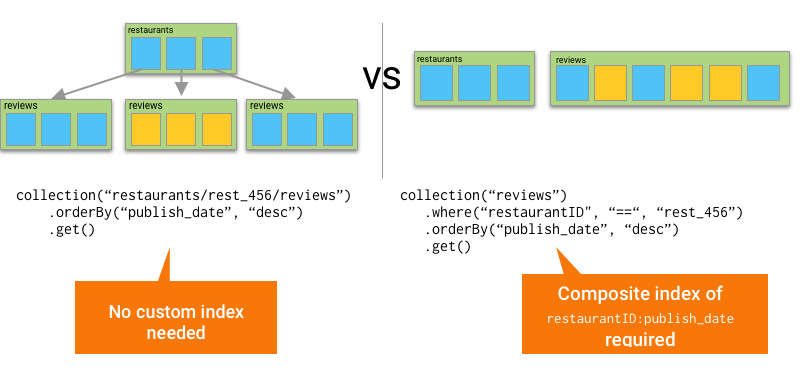 restaurants
reviews
reviews
reviews
collection(“restaurants/rest_456/reviews”)
.orderBy(“publish_date”, “desc”)
.get()
No custom index
needed
vs
restaurants
reviews
collection(“reviews”)
.where(“restaurantID", “==“, “rest_456”)
.orderBy(“publish_date”, “desc”)
.get()
Composite index of
restaurantID:publish_date
required